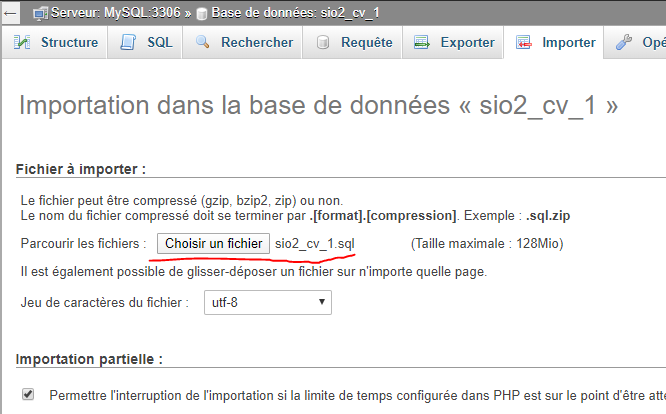 Serveur: MySQL:3306 » Base de données: sio2_cv_1
Structure SQL Rechercher Requête Exporter Importer Opé
Importation dans la base de données « sio2_cv_1 »
Fichier à importer :
Le fichier peut être compressé (gzip, bzip2, zip) ou non.
Le nom du fichier compressé doit se terminer par .[format].[compression]. Exemple : .sql.zip
Parcourir les fichiers : Choisir un fichier sio2_cv_1.sql (Taille maximale : 128Mio)
Il est également possible de glisser-déposer un fichier sur n'importe quelle page.
Jeu de caractères du fichier : utf-8
Importation partielle :
Permettre l'interruption de l'importation si la limite de temps configurée dans PHP est sur le point d'être atte